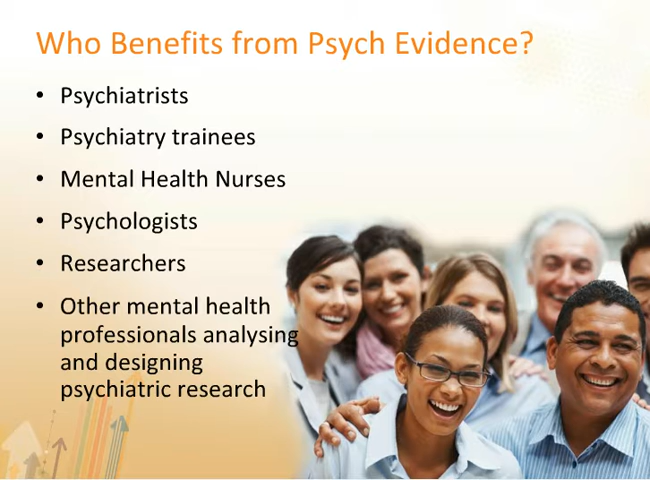 Who Benefits from Psych Evidence?
• Psychiatrists
• Psychiatry trainees
• Mental Health Nurses
• Psychologists
• Researchers
• Other mental health
professionals analysing
and designing
psychiatric research